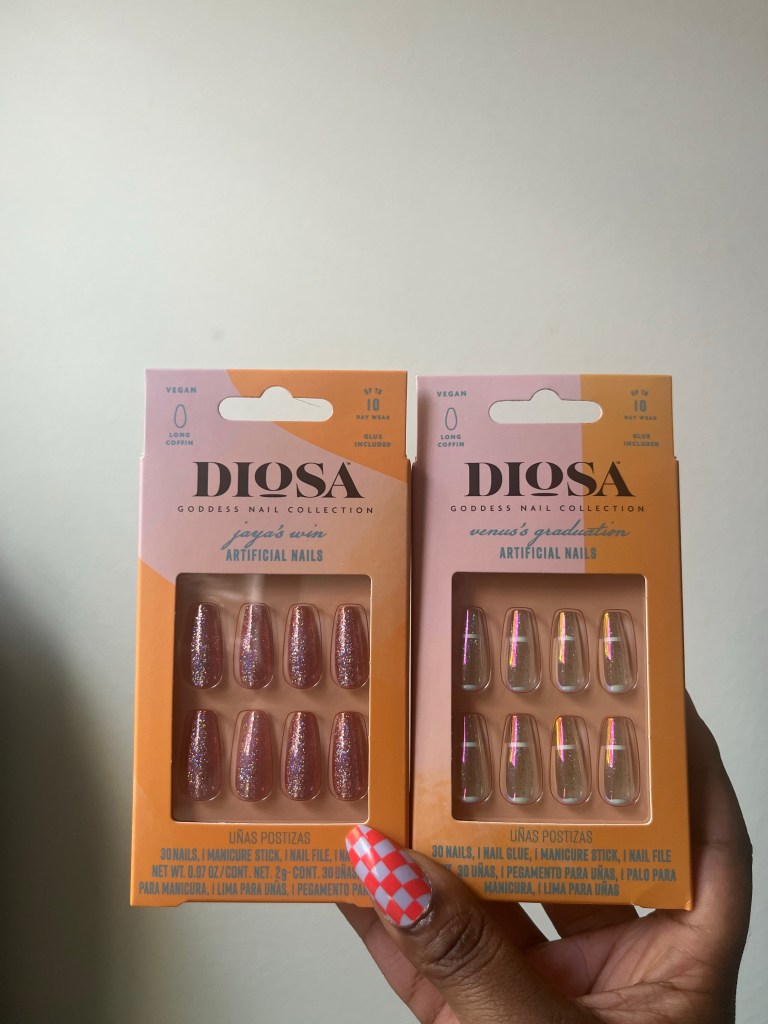 VEGAN
LONG
COFFIN
UP TO
10
DAY WEAR
GLUE
INCLUDED
DIOSA
GODDESS NAIL COLLECTION
jaya's win
ARTIFICIAL NAILS
UÑAS POSTIZAS
30 NAILS, 1 MANICURE STICK, 1 NAIL FILE, 1
NET WT. 0.07 OZ/CONT. NET. 2g · CONT. 30 UÑAS
PARA MANICURA, 1 LIMA PARA UÑAS, 1 PEGAMENTO
VEGAN
LONG
COFFIN
UP TO
10
DAY WEAR
GLUE
INCLUDED
DIOSA™
GODDESS NAIL COLLECTION
venus's graduation
ARTIFICIAL NAILS
UÑAS POSTIZAS
30 NAILS, 1 NAIL GLUE, 1 MANICURE STICK, 1 NAIL FILE
30 UÑAS, 1 PEGAMENTO PARA UÑAS, 1 PALO PARA
MANICURA, 1 LIMA PARA UÑAS